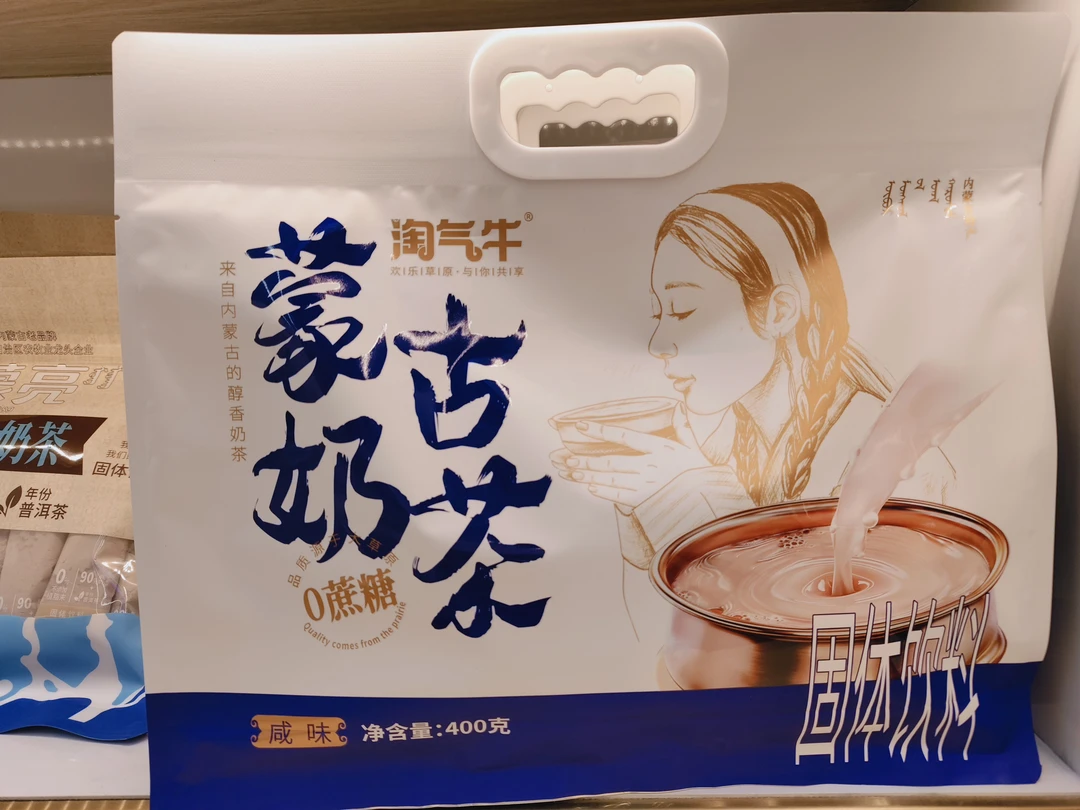 淘气牛®
欢乐草原·与你共享
蒙古
奶茶
来自内蒙古的醇香奶茶
0蔗糖
Quality comes from the prairie
咸味
净含量:400克
固体饮料
奶茶
固体
年份
普洱茶